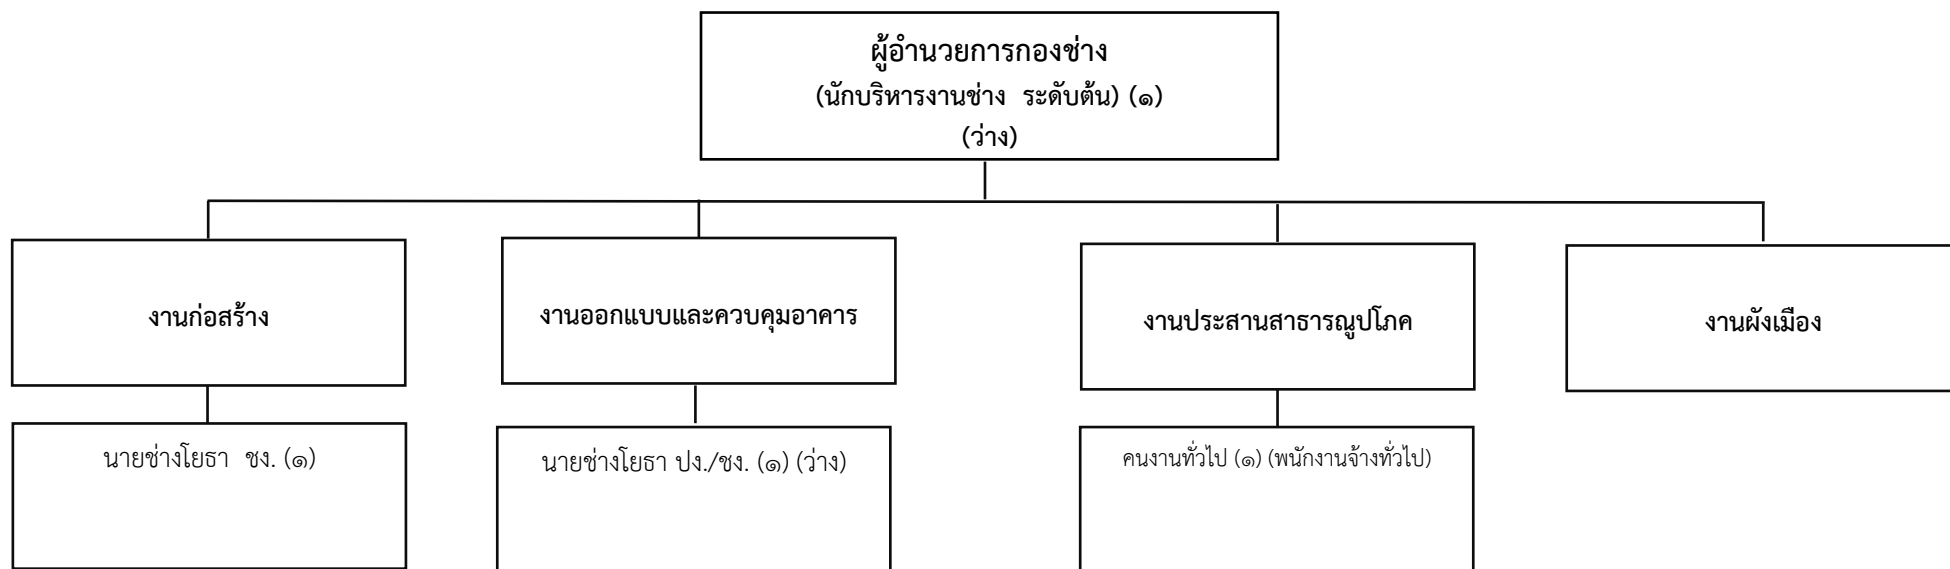 ผู้อำนวยการกองช่าง
(นักบริหารงานช่าง ระดับต้น) (๑)
(ว่าง)
งานก่อสร้าง
งานออกแบบและควบคุมอาคาร
งานประสานสาธารณูปโภค
งานผังเมือง
นายช่างโยธา ชง. (๑)
นายช่างโยธา ปง./ชง. (๑) (ว่าง)
คนงานทั่วไป (๑) (พนักงานจ้างทั่วไป)